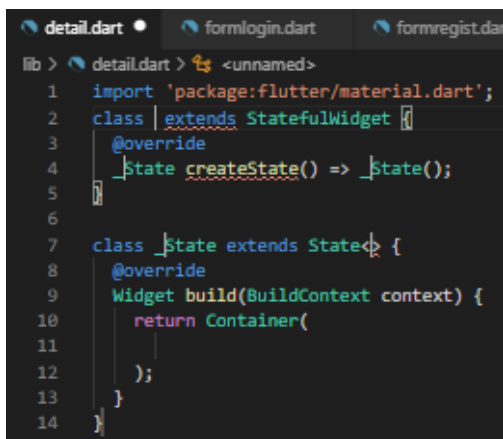 detail.dart ● formlogin.dart formregist.dar
lib > detail.dart > <unnamed>
1 import 'package:flutter/material.dart';
2 class extends StatefulWidget {
3 @override
4 _State createState() => _State();
5 }
6
7 class _State extends State<> {
8 @override
9 Widget build(BuildContext context) {
10 return Container(
11
12 );
13 }
14 }